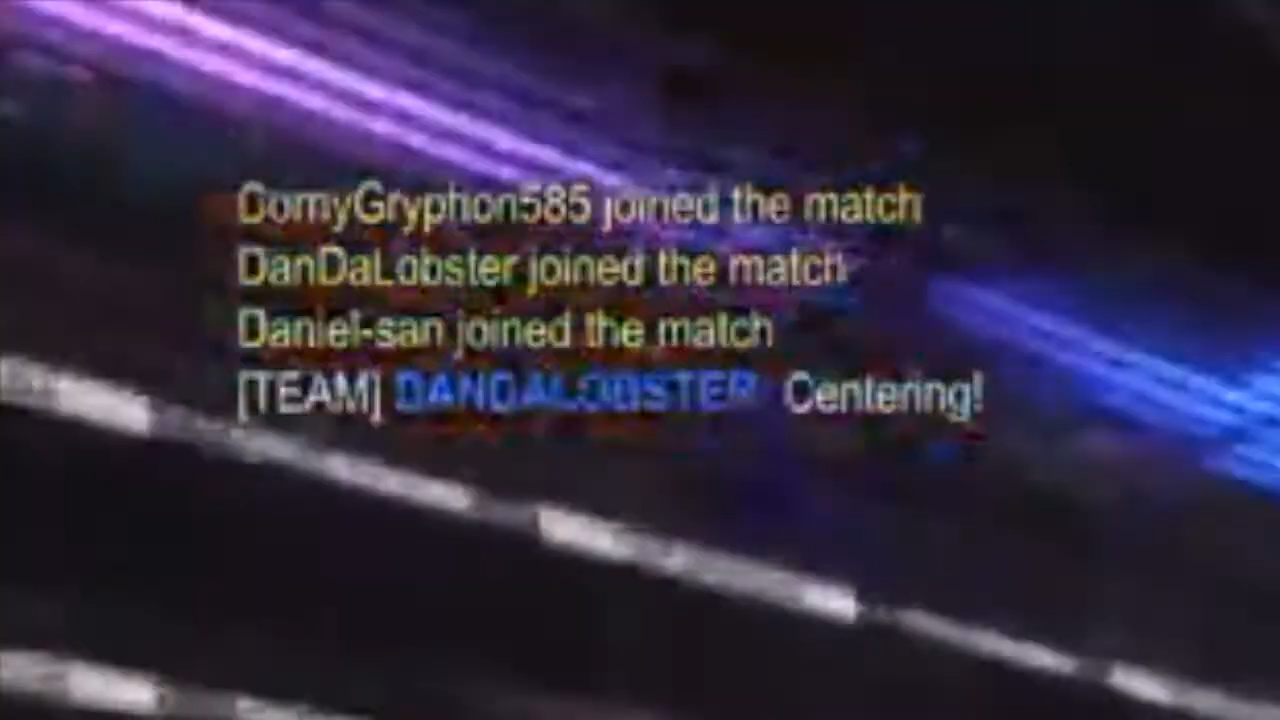 DomyGryphon585 joined the match
DanDaLobster joined the match
Daniel-san joined the match
[TEAM] DANDALOBSTER Centering!